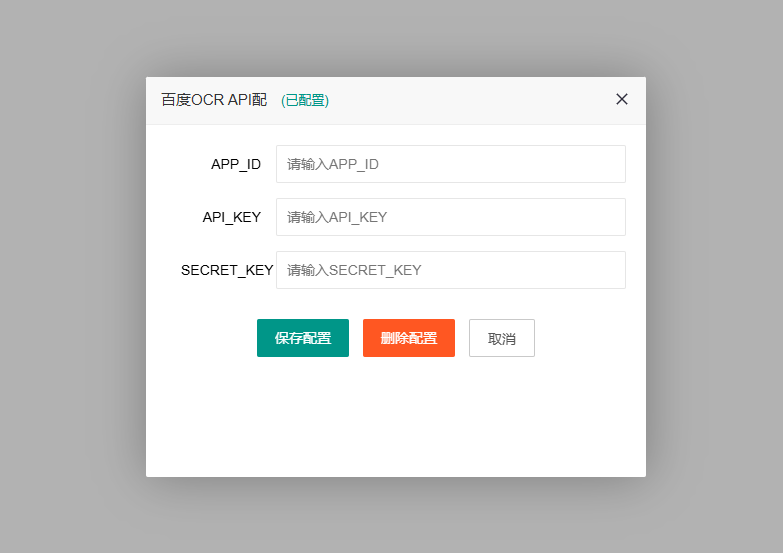 百度OCR API配 (已配置)
APP_ID 请输入APP_ID
API_KEY 请输入API_KEY
SECRET_KEY 请输入SECRET_KEY
保存配置 删除配置 取消